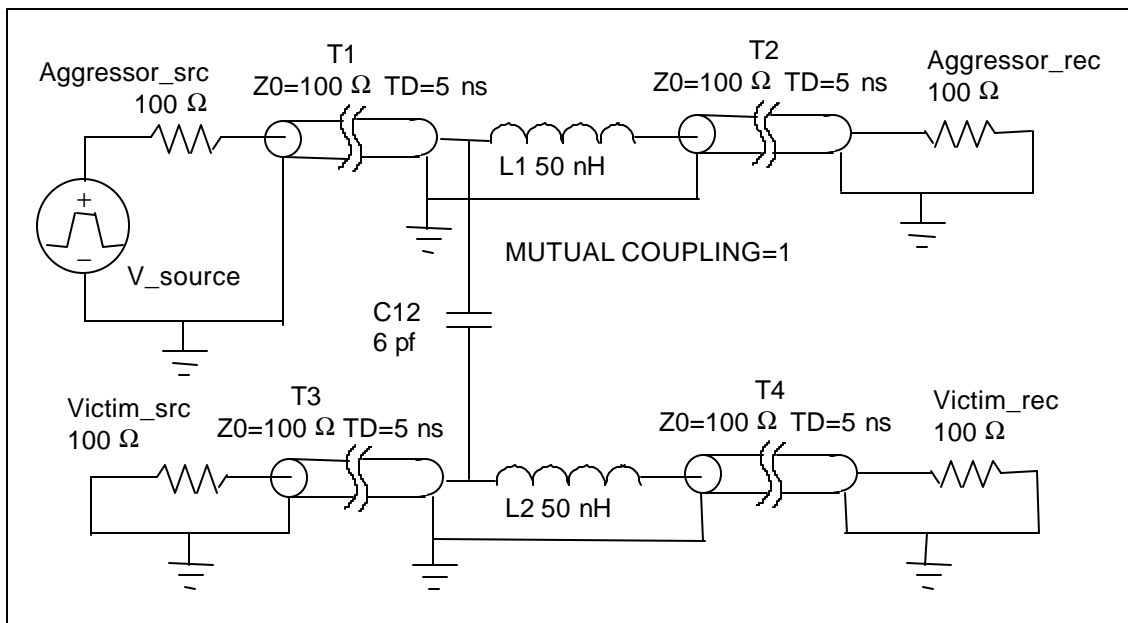 T1
Z0=100 Ω TD=5 ns
T2
Z0=100 Ω TD=5 ns
Aggressor_src
100 Ω
Aggressor_rec
100 Ω
L1 50 nH
+
−
V_source
MUTUAL COUPLING=1
C12
6 pf
Victim_src
100 Ω
T3
Z0=100 Ω TD=5 ns
T4
Z0=100 Ω TD=5 ns
Victim_rec
100 Ω
L2 50 nH